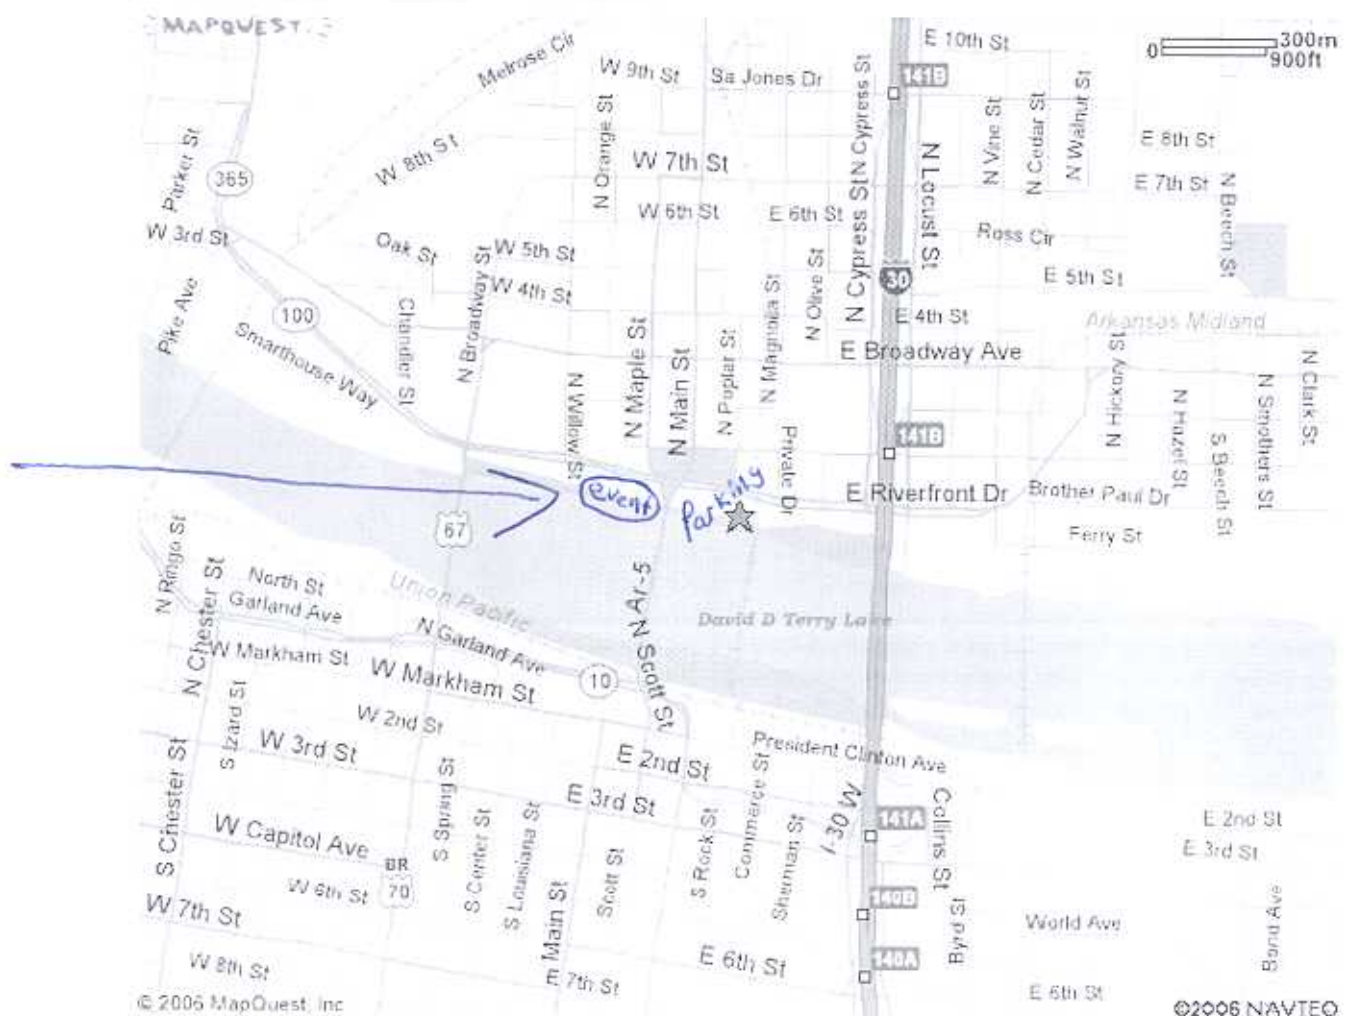 MAPQUEST
E 10th St
0 300m
900ft
Melrose Cir
W 9th St
Sa Jones Dr
141B
N Cypress St
N Orange St
N Vine St
N Cedar St
N Walnut St
Parker St
365
W 8th St
W 7th St
E 8th St
E 7th St
N Locust St
N Beech St
W 3rd St
Oak St
W 5th St
W 6th St
E 6th St
Ross Cir
N Cypress St
N Olive St
30
E 5th St
Pike Ave
100
Chandler St
N Broadway St
W 4th St
N Magnolia St
E 4th St
Arkansas Midland
Smarthouse Way
N Willow St
N Maple St
N Main St
N Poplar St
E Broadway Ave
N Hickory St
N Hazel St
S Beech St
N Smothers St
N Clark St
141B
Private Dr
event
Parking
E Riverfront Dr
Brother Paul Dr
67
Ferry St
N Ringo St
N Chester St
North St
Garland Ave
Union Pacific
N Ar-5
David D Terry Lake
N Garland Ave
W Markham St
W Markham St
10
N Scott St
S Izard St
W 2nd St
W 3rd St
E 2nd St
President Clinton Ave
S Chester St
E 3rd St
S Spring St
S Center St
S Louisiana St
Commerce St
I-30 W
141A
Collins St
E 2nd St
E 3rd St
W Capitol Ave
BR
70
W 6th St
Main St
Scott St
S Rock St
Sherman St
140B
Byrd St
World Ave
Bond Ave
W 7th St
W 8th St
E 7th St
E 6th St
140A
E 6th St
© 2006 MapQuest, Inc
©2006 NAVTEQ